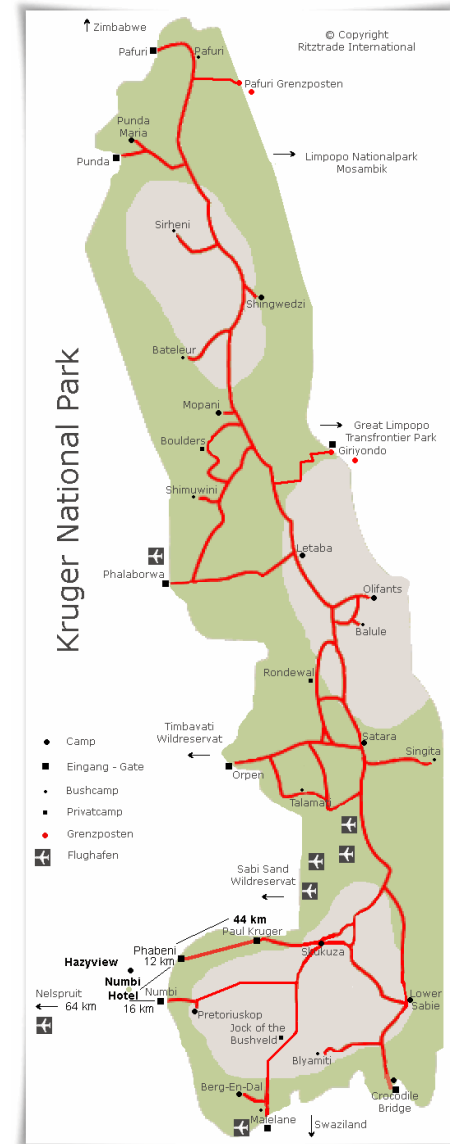 Zimbabwe
© Copyright
Ritztrade International
Pafuri
Pafuri
Pafuri Grenzposten
Punda
Maria
Punda
Limpopo Nationalpark
Mosambik
Sirheni
Shingwedzi
Bateleur
Kruger National Park
Mopani
Great Limpopo
Transfrontier Park
Giriyondo
Boulders
Shimuwini
Letaba
Phalaborwa
Olifants
Balule
Rondewal
Timbavati
Wildreservat
Satara
Singita
Orpen
Talamati
Camp
Eingang - Gate
Bushcamp
Privatcamp
Grenzposten
Flughafen
Sabi Sand
Wildreservat
44 km
Paul Kruger
Phabeni
12 km
Skukuza
Hazyview
Numbi
Hotel
Nelspruit
64 km
Numbi
16 km
Lower
Sabie
Pretoriuskop
Jock of the
Bushveld
Blyamiti
Berg-En-Dal
Crocodile
Bridge
Malelane
Swaziland